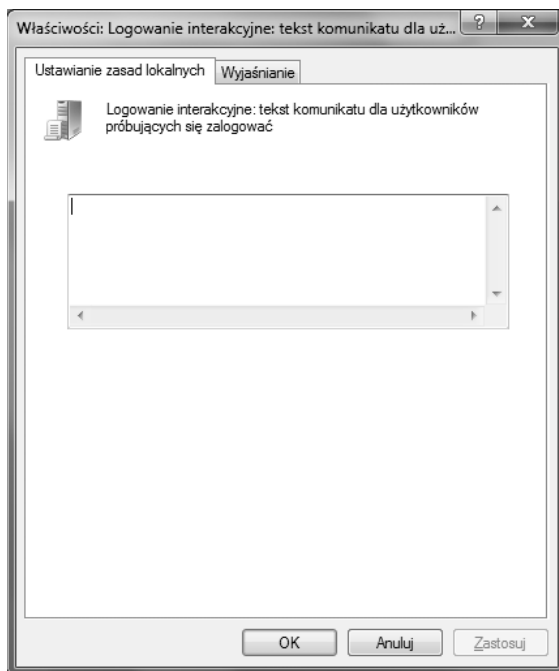 Właściwości: Logowanie interakcyjne: tekst komunikatu dla uż...
Ustawianie zasad lokalnych Wyjaśnianie
Logowanie interakcyjne: tekst komunikatu dla użytkowników
próbujących się zalogować
OK Anuluj Zastosuj